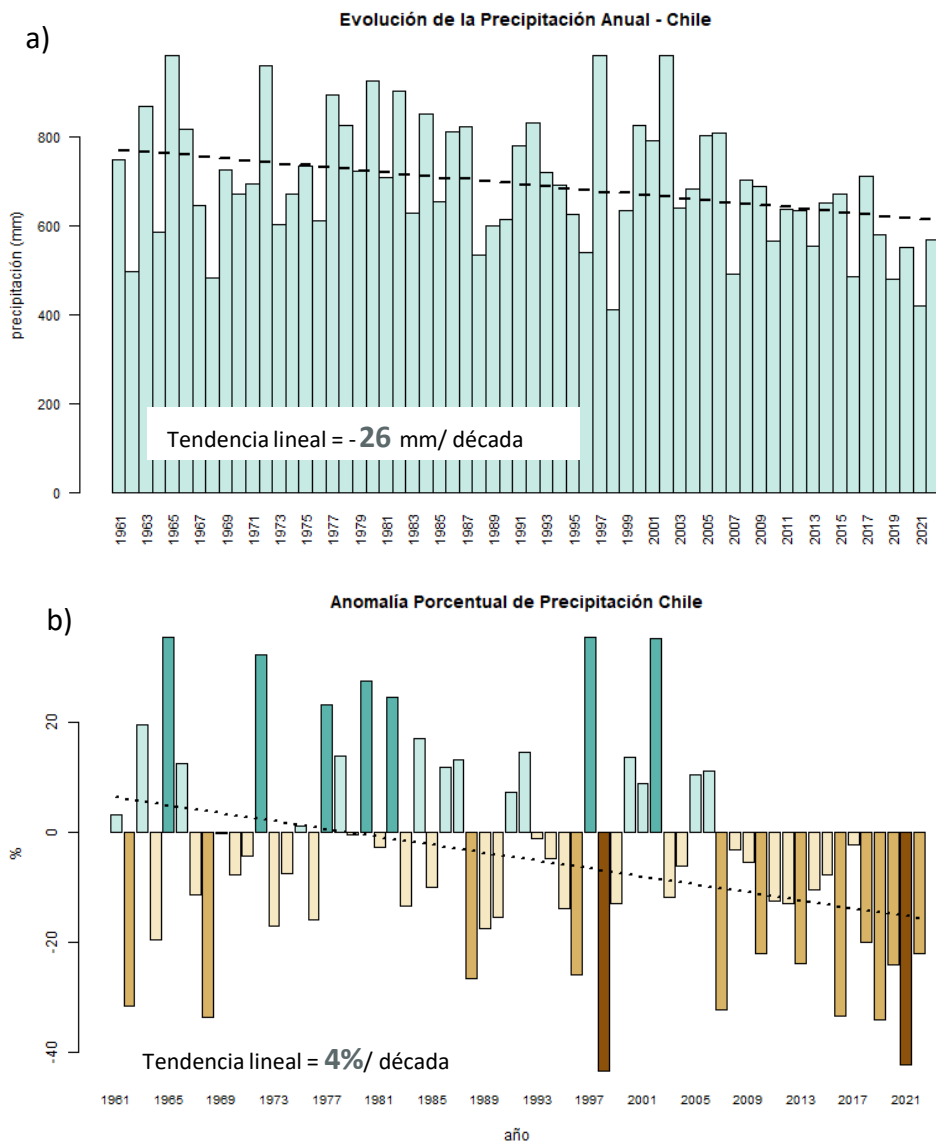 Evolución de la Precipitación Anual - Chile
a)
precipitación (mm)
800
600
400
200
0
Tendencia lineal = -26 mm/ década
1961 1963 1965 1967 1969 1971 1973 1975 1977 1979 1981 1983 1985 1987 1989 1991 1993 1995 1997 1999 2001 2003 2005 2007 2009 2011 2013 2015 2017 2019 2021
Anomalía Porcentual de Precipitación Chile
b)
%
20
0
-20
-40
Tendencia lineal = 4%/ década
1961 1965 1969 1973 1977 1981 1985 1989 1993 1997 2001 2005 2009 2013 2017 2021
año